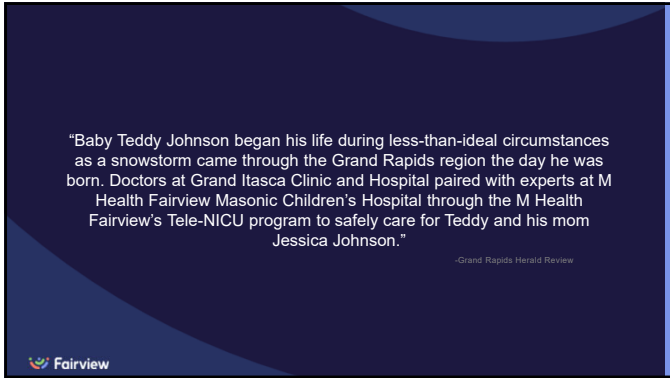 “Baby Teddy Johnson began his life during less-than-ideal circumstances
as a snowstorm came through the Grand Rapids region the day he was
born. Doctors at Grand Itasca Clinic and Hospital paired with experts at M
Health Fairview Masonic Children’s Hospital through the M Health
Fairview’s Tele-NICU program to safely care for Teddy and his mom
Jessica Johnson.”
-Grand Rapids Herald Review
Fairview